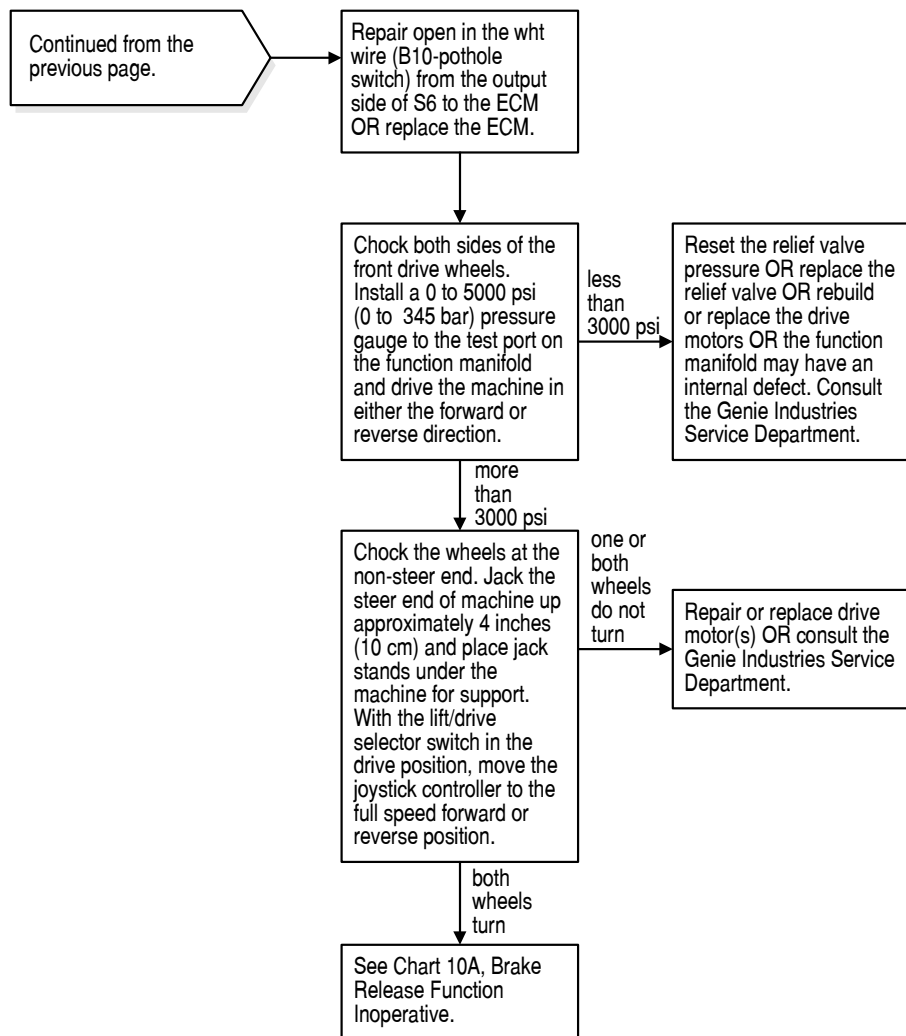 Continued from the
previous page.
Repair open in the wht
wire (B10-pothole
switch) from the output
side of S6 to the ECM
OR replace the ECM.
Chock both sides of the
front drive wheels.
Install a 0 to 5000 psi
(0 to 345 bar) pressure
gauge to the test port on
the function manifold
and drive the machine in
either the forward or
reverse direction.
less
than
3000 psi
Reset the relief valve
pressure OR replace the
relief valve OR rebuild
or replace the drive
motors OR the function
manifold may have an
internal defect. Consult
the Genie Industries
Service Department.
more
than
3000 psi
Chock the wheels at the
non-steer end. Jack the
steer end of machine up
approximately 4 inches
(10 cm) and place jack
stands under the
machine for support.
With the lift/drive
selector switch in the
drive position, move the
joystick controller to the
full speed forward or
reverse position.
one or
both
wheels
do not
turn
Repair or replace drive
motor(s) OR consult the
Genie Industries Service
Department.
both
wheels
turn
See Chart 10A, Brake
Release Function
Inoperative.